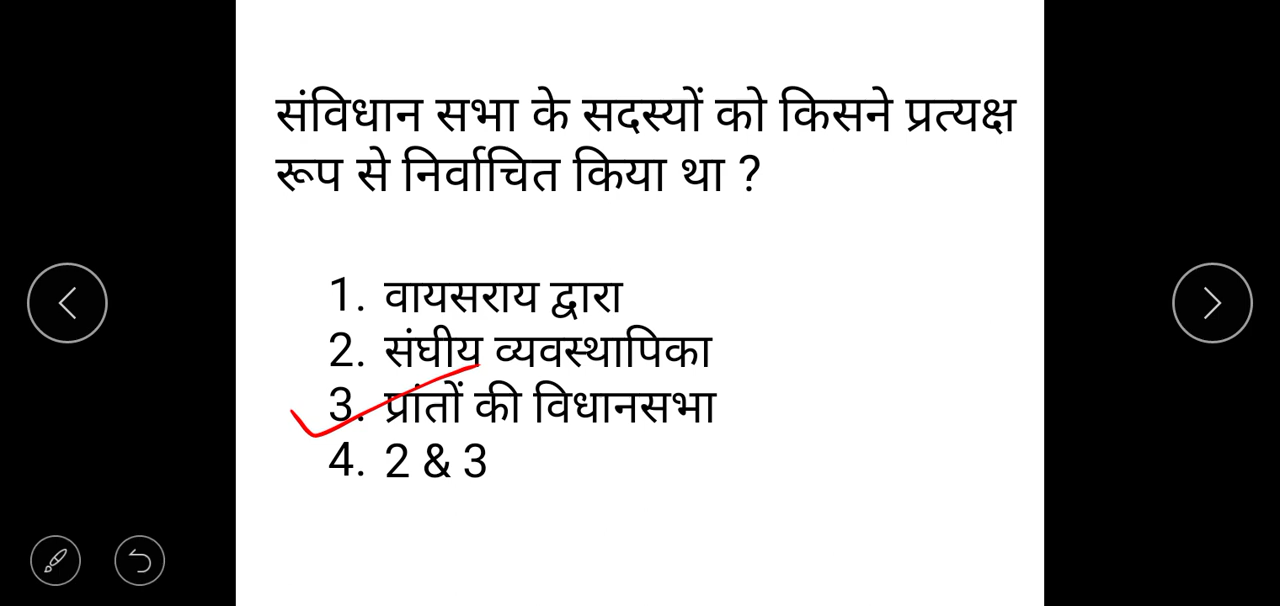 संविधान सभा के सदस्यों को किसने प्रत्यक्ष
रूप से निर्वाचित किया था ?
1. वायसराय द्वारा
2. संघीय व्यवस्थापिका
3. प्रांतों की विधानसभा
4. 2 & 3